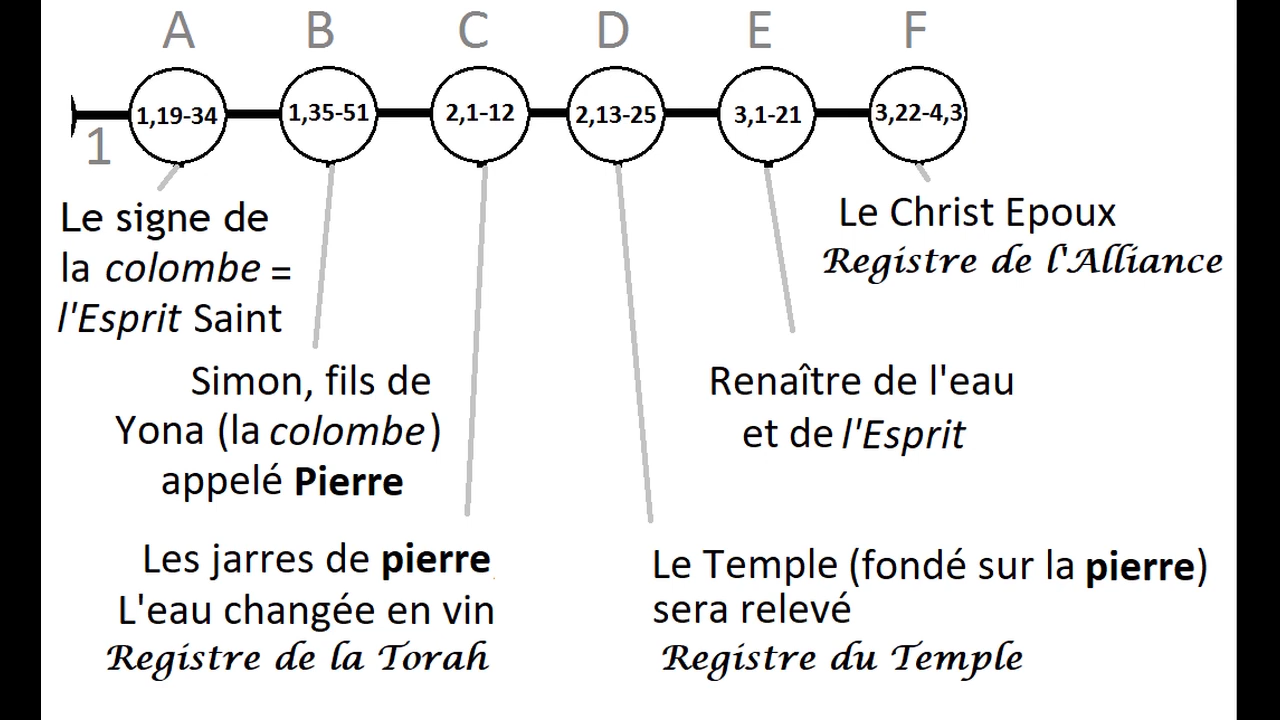 A B C D E F
1,19-34 1,35-51 2,1-12 2,13-25 3,1-21 3,22-4,3
1
Le signe de
la colombe =
l'Esprit Saint
Simon, fils de
Yona (la colombe)
appelé Pierre
Les jarres de pierre
L'eau changée en vin
Registre de la Torah
Le Temple (fondé sur la pierre)
sera relevé
Registre du Temple
Renaître de l'eau
et de l'Esprit
Le Christ Epoux
Registre de l'Alliance